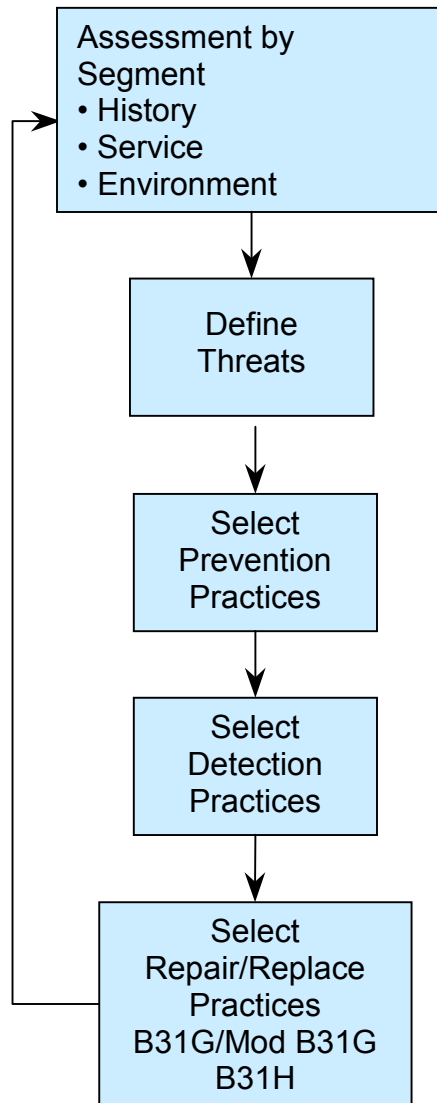 Assessment by
Segment
• History
• Service
• Environment
Define
Threats
Select
Prevention
Practices
Select
Detection
Practices
Select
Repair/Replace
Practices
B31G/Mod B31G
B31H